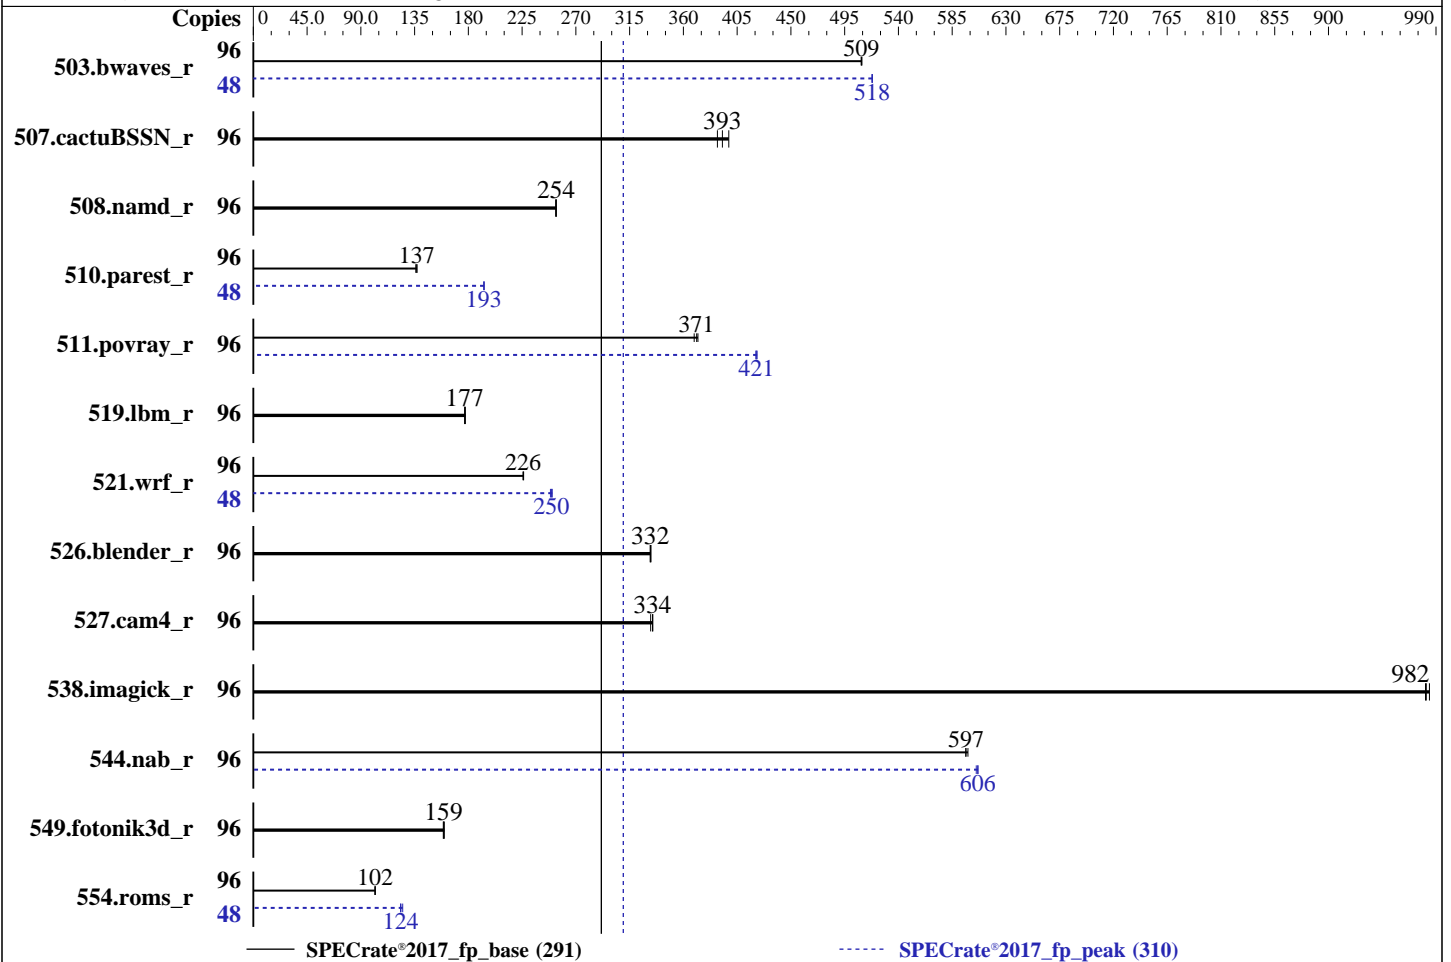 Copies 0 45.0 90.0 135 180 225 270 315 360 405 450 495 540 585 630 675 720 765 810 855 900 990
503.bwaves_r 96 509
48 518
507.cactuBSSN_r 96 393
508.namd_r 96 254
510.parest_r 96 137
48 193
511.povray_r 96 371
421
519.lbm_r 96 177
521.wrf_r 96 226
48 250
526.blender_r 96 332
527.cam4_r 96 334
538.imagick_r 96 982
544.nab_r 96 597
606
549.fotonik3d_r 96 159
554.roms_r 96 102
48 124
SPECrate®2017_fp_base (291) SPECrate®2017_fp_peak (310)